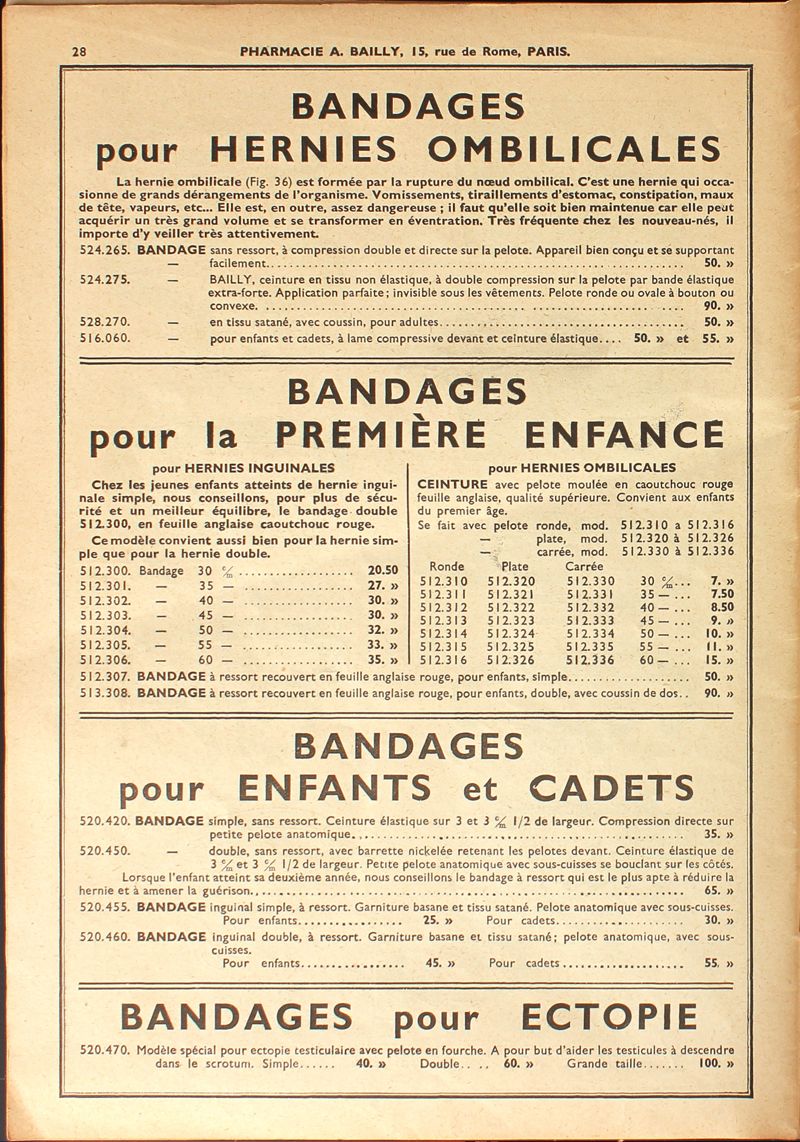 28 PHARMACIE A. BAILLY, 15, rue de Rome, PARIS.
BANDAGES
pour HERNIES OMBILICALES
La hernie ombilicale (Fig. 36) est formée par la rupture du nœud ombilical. C'est une hernie qui occa-
sionne de grands dérangements de l'organisme. Vomissements, tiraillements d'estomac, constipation, maux
de tête, vapeurs, etc... Elle est, en outre, assez dangereuse ; il faut qu'elle soit bien maintenue car elle peut
acquérir un très grand volume et se transformer en éventration. Très fréquente chez les nouveau-nés, il
importe d'y veiller très attentivement.
524.265. BANDAGE sans ressort, à compression double et directe sur la pelote. Appareil bien conçu et se supportant
— facilement........ 50. »
524.275. — BAILLY, ceinture en tissu non élastique, à double compression sur la pelote par bande élastique
extra-forte. Application parfaite ; invisible sous les vêtements. Pelote ronde ou ovale à bouton ou
convexe. ........ 90. »
528.270. — en tissu satané, avec coussin, pour adultes........ 50. »
516.060. — pour enfants et cadets, à lame compressive devant et ceinture élastique.... 50. » et 55. »
BANDAGES
pour la PREMIÈRE ENFANCE
pour HERNIES INGUINALES
Chez les jeunes enfants atteints de hernie ingui-
nale simple, nous conseillons, pour plus de sécu-
rité et un meilleur équilibre, le bandage double
512.300, en feuille anglaise caoutchouc rouge.
Ce modèle convient aussi bien pour la hernie sim-
ple que pour la hernie double.
512.300. Bandage 30 c/m ........ 20.50
512.301. — 35 — ........ 27. »
512.302. — 40 — ........ 30. »
512.303. — 45 — ........ 30. »
512.304. — 50 — ........ 32. »
512.305. — 55 — ........ 33. »
512.306. — 60 — ........ 35. »
pour HERNIES OMBILICALES
CEINTURE avec pelote moulée en caoutchouc rouge
feuille anglaise, qualité supérieure. Convient aux enfants
du premier âge.
Se fait avec pelote ronde, mod. 512.310 a 512.316
— plate, mod. 512.320 à 512.326
— carrée, mod. 512.330 à 512.336
Ronde Plate Carrée
512.310 512.320 512.330 30 c/m... 7. »
512.311 512.321 512.331 35 — ... 7.50
512.312 512.322 512.332 40 — ... 8.50
512.313 512.323 512.333 45 — ... 9. »
512.314 512.324 512.334 50 — ... 10. »
512.315 512.325 512.335 55 — ... 11. »
512.316 512.326 512.336 60 — ... 15. »
512.307. BANDAGE à ressort recouvert en feuille anglaise rouge, pour enfants, simple........ 50. »
513.308. BANDAGE à ressort recouvert en feuille anglaise rouge, pour enfants, double, avec coussin de dos.. 90. »
BANDAGES
pour ENFANTS et CADETS
520.420. BANDAGE simple, sans ressort. Ceinture élastique sur 3 et 3 c/m 1/2 de largeur. Compression directe sur
petite pelote anatomique........ 35. »
520.450. — double, sans ressort, avec barrette nickelée retenant les pelotes devant. Ceinture élastique de
3 c/m et 3 c/m 1/2 de largeur. Petite pelote anatomique avec sous-cuisses se bouclant sur les côtés.
Lorsque l'enfant atteint sa deuxième année, nous conseillons le bandage à ressort qui est le plus apte à réduire la
hernie et à amener la guérison........ 65. »
520.455. BANDAGE inguinal simple, à ressort. Garniture basane et tissu satané. Pelote anatomique avec sous-cuisses.
Pour enfants........ 25. » Pour cadets........ 30. »
520.460. BANDAGE inguinal double, à ressort. Garniture basane et tissu satané ; pelote anatomique, avec sous-
cuisses.
Pour enfants........ 45. » Pour cadets........ 55. »
BANDAGES pour ECTOPIE
520.470. Modèle spécial pour ectopie testiculaire avec pelote en fourche. A pour but d'aider les testicules à descendre
dans le scrotum. Simple...... 40. » Double.. .. 60. » Grande taille....... 100. »